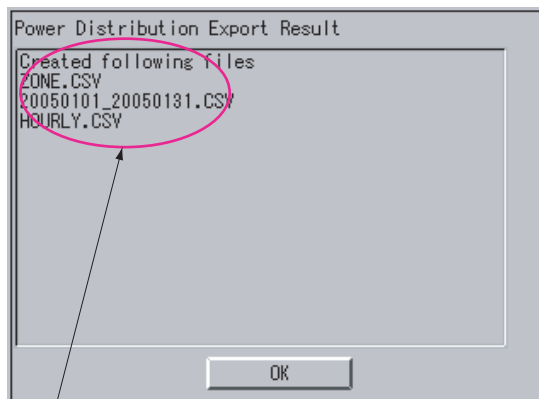 Power Distribution Export Result
Created following files
ZONE.CSV
20050101_20050131.CSV
HOURLY.CSV
OK